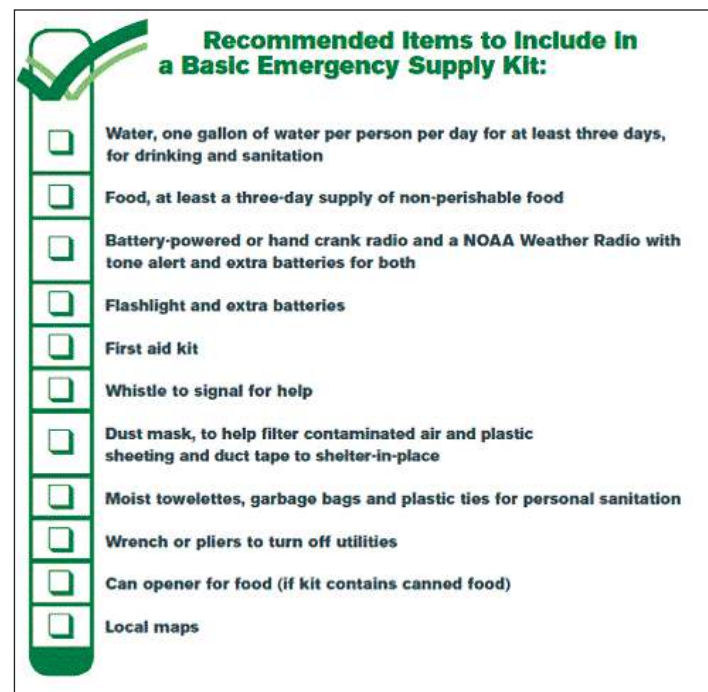 Recommended Items to Include in
a Basic Emergency Supply Kit:
Water, one gallon of water per person per day for at least three days,
for drinking and sanitation
Food, at least a three-day supply of non-perishable food
Battery-powered or hand crank radio and a NOAA Weather Radio with
tone alert and extra batteries for both
Flashlight and extra batteries
First aid kit
Whistle to signal for help
Dust mask, to help filter contaminated air and plastic
sheeting and duct tape to shelter-in-place
Moist towelettes, garbage bags and plastic ties for personal sanitation
Wrench or pliers to turn off utilities
Can opener for food (if kit contains canned food)
Local maps